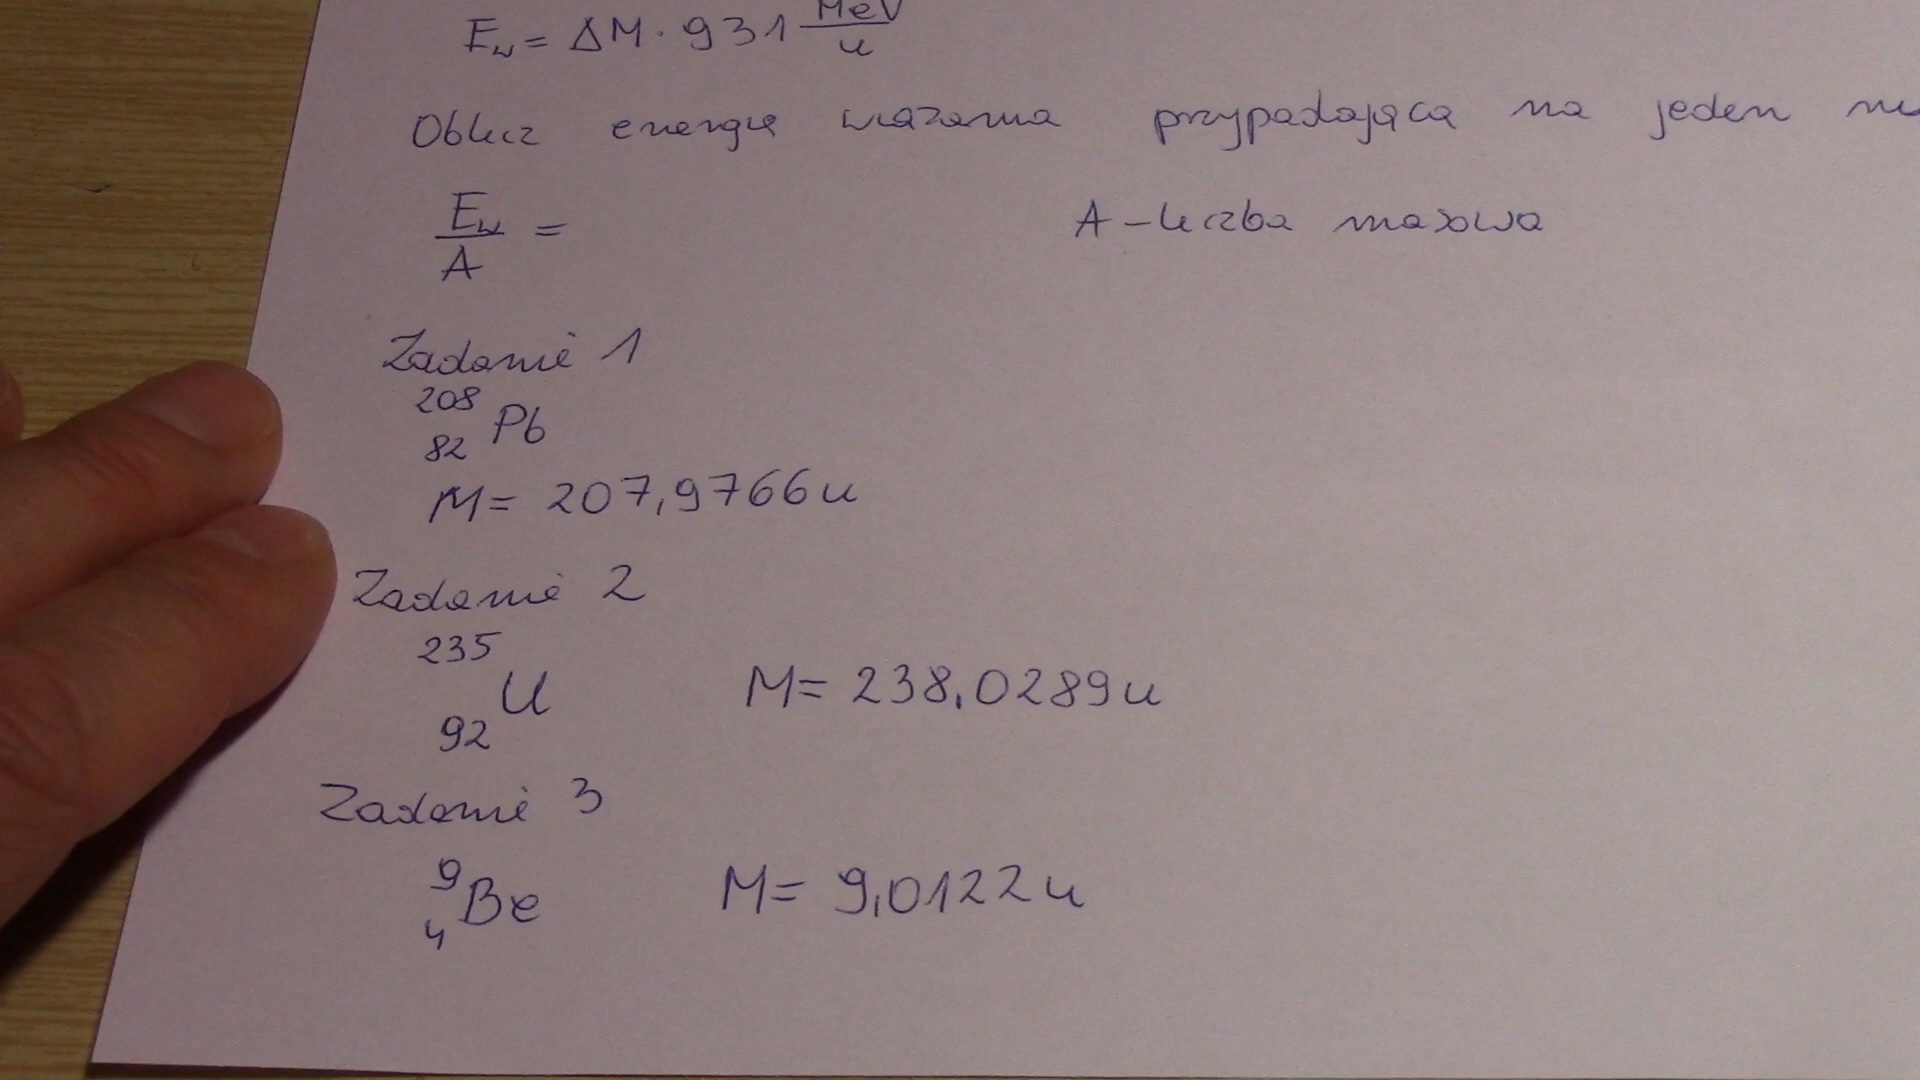 Ew = ΔM · 931 MeV/u
Oblicz energię wiązania przypadającą na jeden
Ew/A =
A – liczba masowa
Zadanie 1
208
82 Pb
M = 207,9766u
Zadanie 2
235
92 U
M = 238,0289u
Zadanie 3
9
4 Be
M = 9,0122u